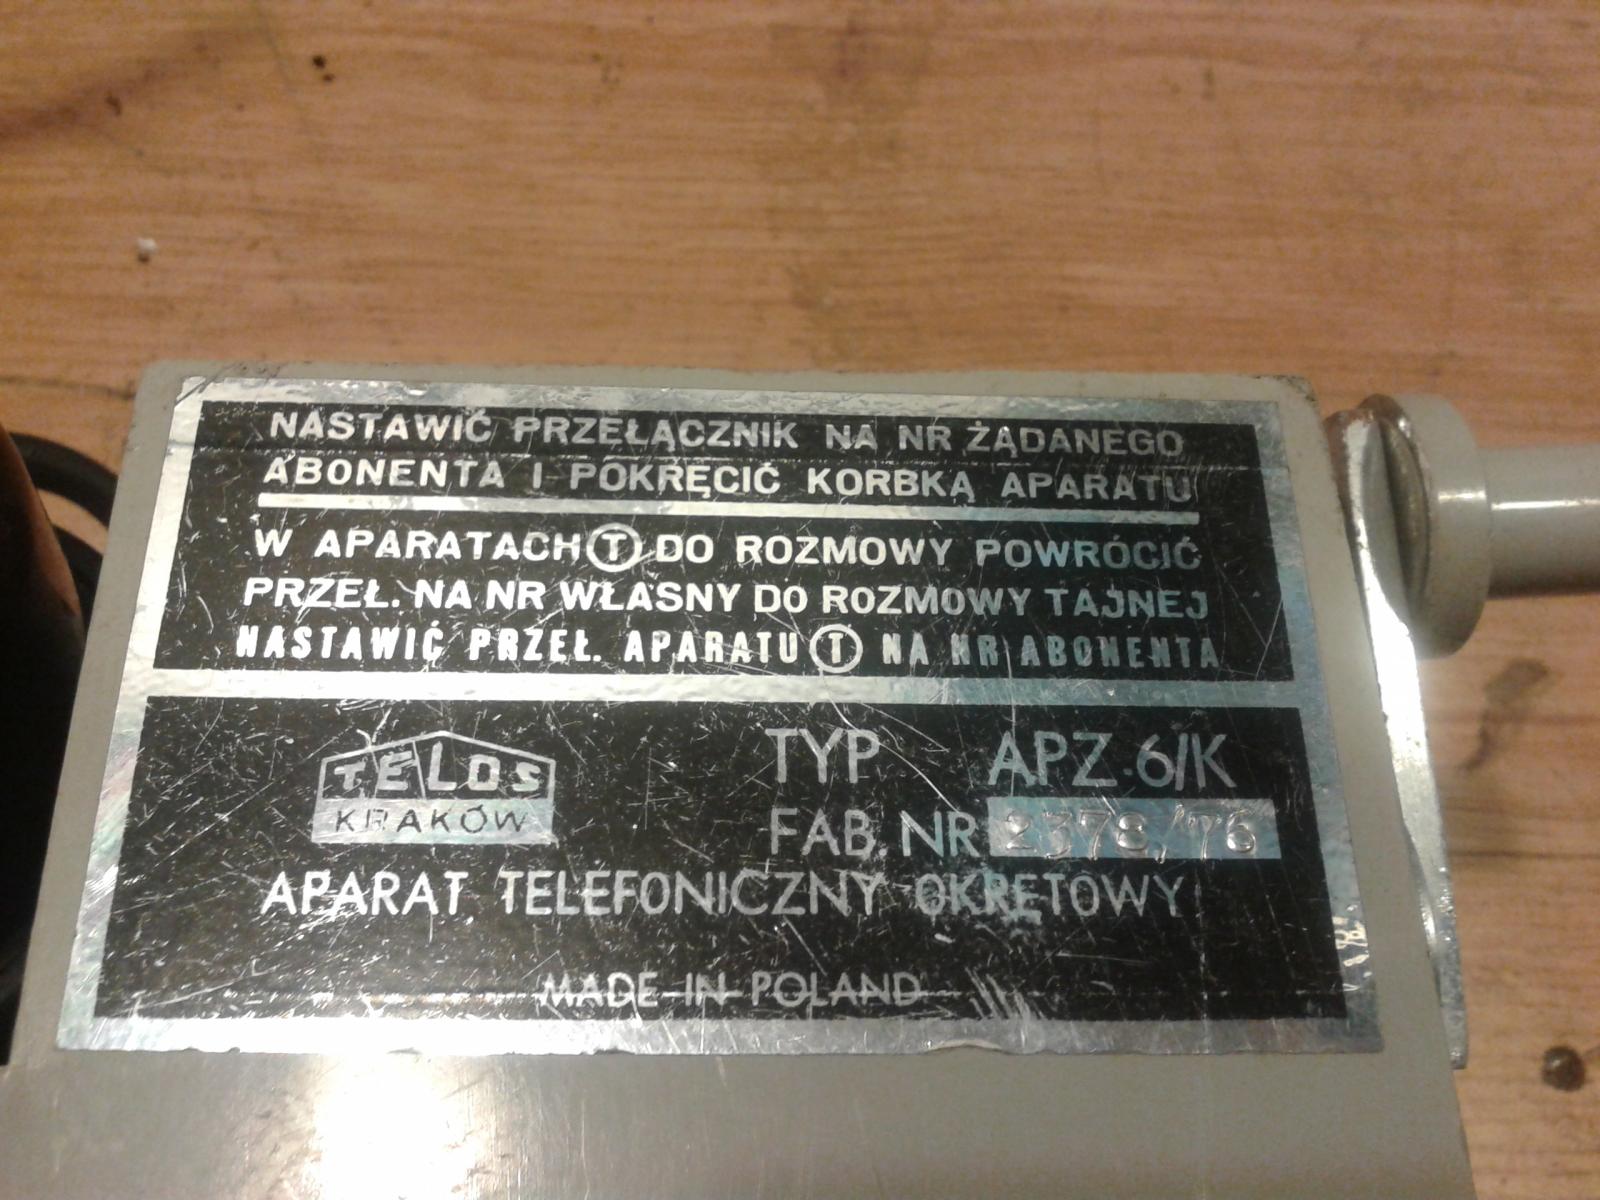 NASTAWIĆ PRZEŁĄCZNIK NA NR ŻĄDANEGO
ABONENTA I POKRĘCIĆ KORBKĄ APARATU
W APARATACH Ⓣ DO ROZMOWY POWRÓCIĆ
PRZEŁ. NA NR WŁASNY DO ROZMOWY TAJNEJ
NASTAWIĆ PRZEŁ. APARATU Ⓣ NA NR ABONENTA
TELOS
KRAKÓW
TYP APZ-6/K
FAB. NR 2378/76
APARAT TELEFONICZNY OKRĘTOWY
MADE IN POLAND